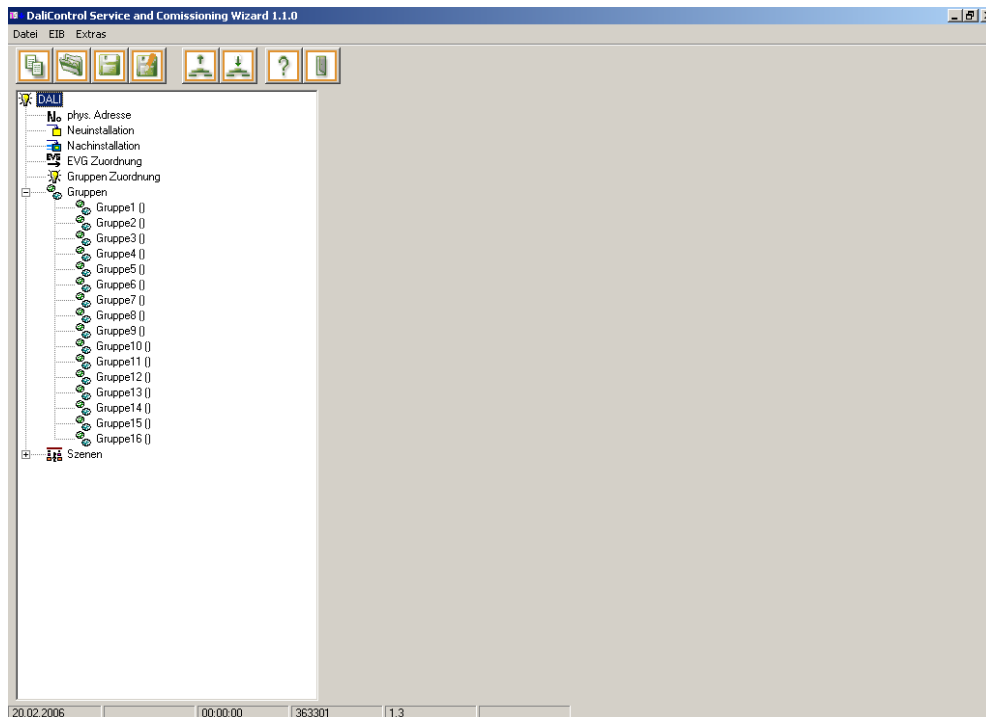 DaliControl Service and Comissioning Wizard 1.1.0
Datei EIB Extras
DALI
No phys. Adresse
Neuinstallation
Nachinstallation
EVG EVG Zuordnung
Gruppen Zuordnung
Gruppen
Gruppe1 ()
Gruppe2 ()
Gruppe3 ()
Gruppe4 ()
Gruppe5 ()
Gruppe6 ()
Gruppe7 ()
Gruppe8 ()
Gruppe9 ()
Gruppe10 ()
Gruppe11 ()
Gruppe12 ()
Gruppe13 ()
Gruppe14 ()
Gruppe15 ()
Gruppe16 ()
Szenen
20.02.2006 00:00:00 363301 1.3